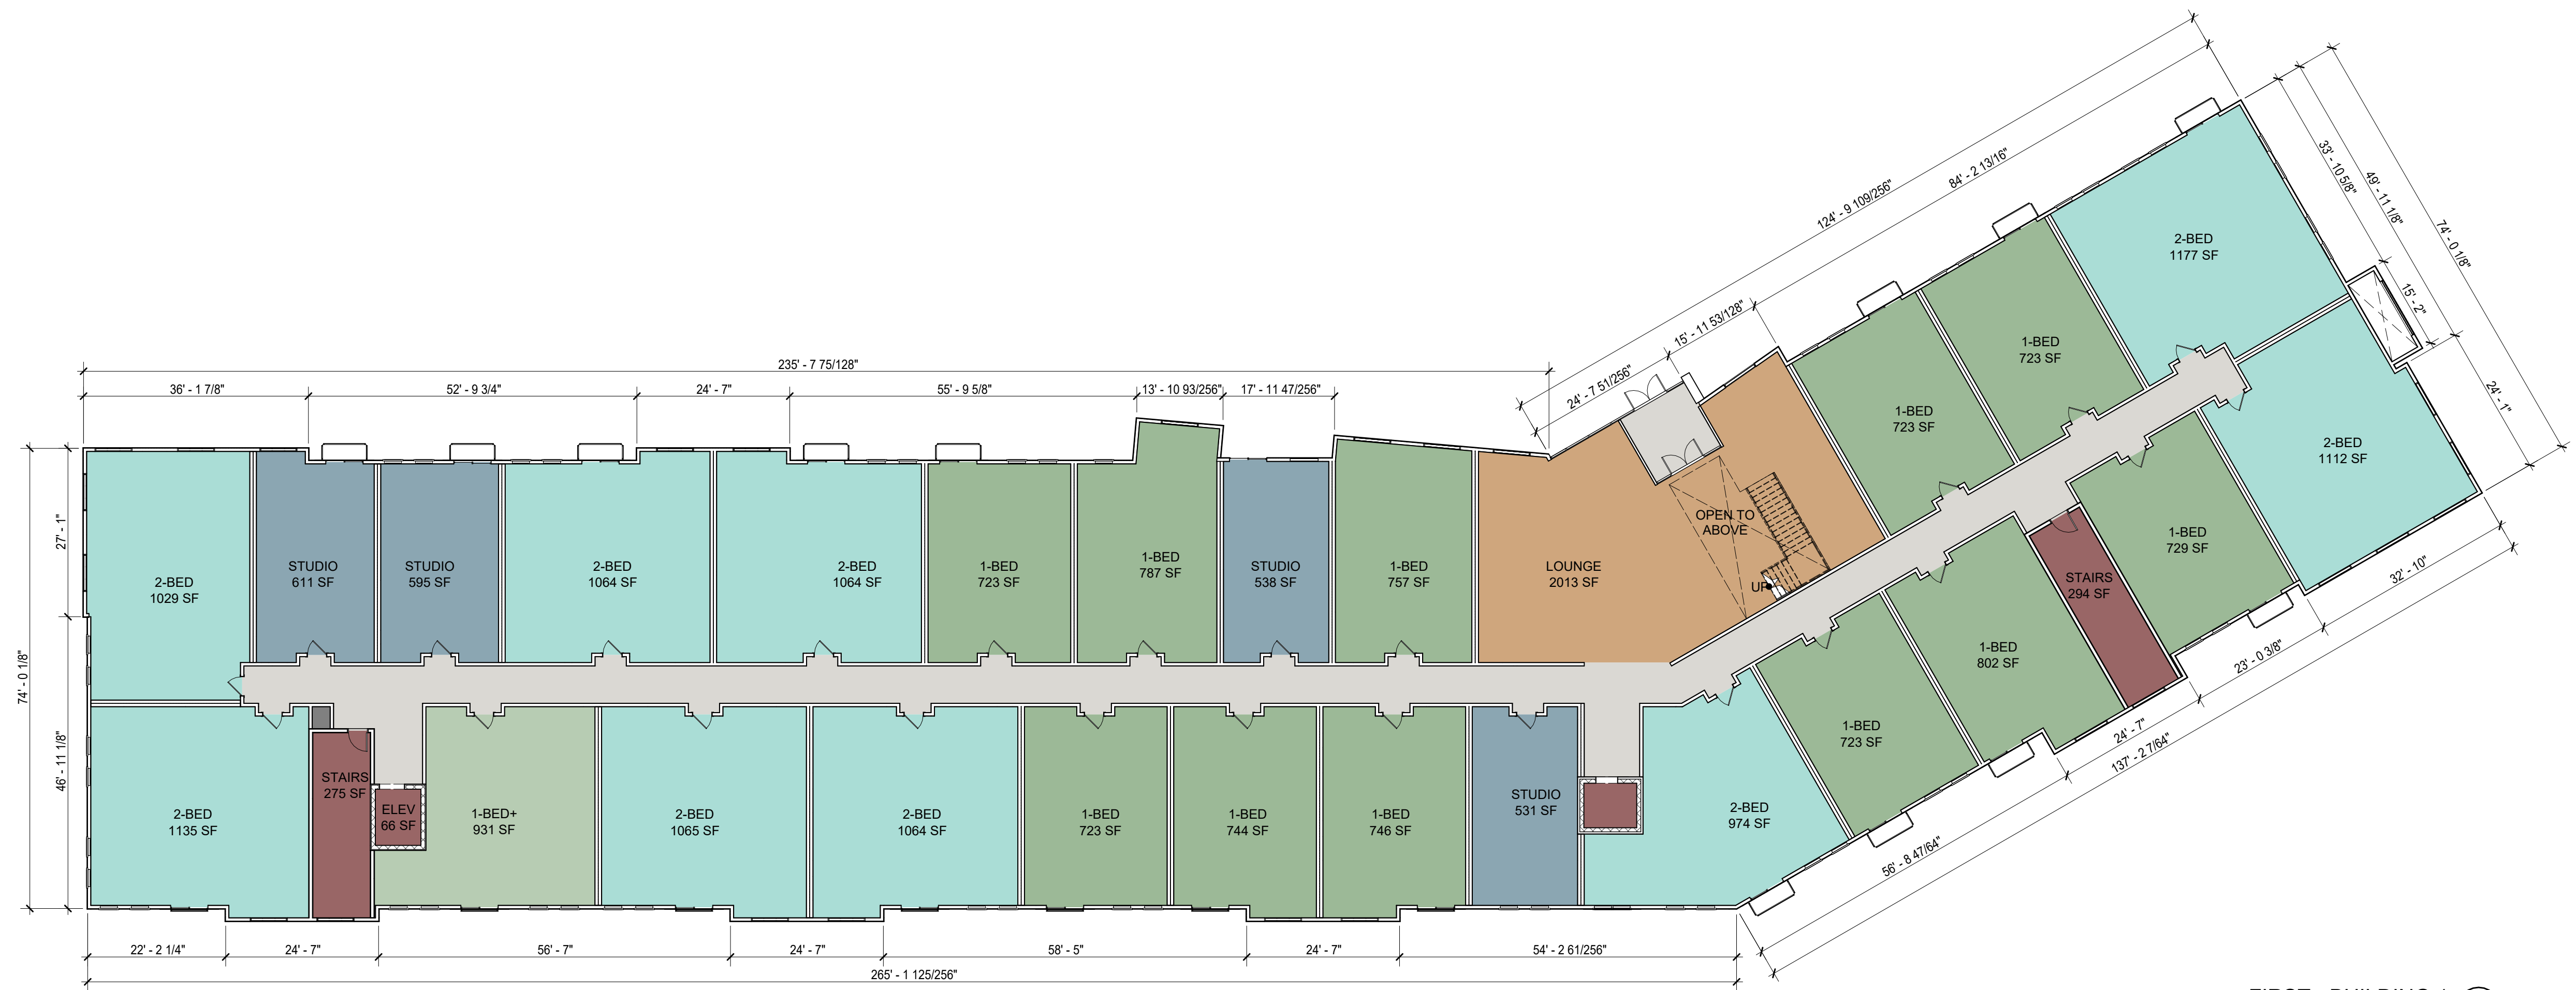 124' - 9 109/256"
84' - 2 13/16"
33' - 10 5/8"
49' - 11 1/8"
74' - 0 1/8"
15' - 2"
24' - 1"
24' - 7 51/256"
15' - 11 53/128"
235' - 7 75/128"
36' - 1 7/8"
52' - 9 3/4"
24' - 7"
55' - 9 5/8"
13' - 10 93/256"
17' - 11 47/256"
74' - 0 1/8"
27' - 1"
46' - 11 1/8"
2-BED
1029 SF
STUDIO
611 SF
STUDIO
595 SF
2-BED
1064 SF
2-BED
1064 SF
1-BED
723 SF
1-BED
787 SF
STUDIO
538 SF
1-BED
757 SF
LOUNGE
2013 SF
OPEN TO
ABOVE
UP
1-BED
723 SF
1-BED
723 SF
2-BED
1177 SF
2-BED
1112 SF
1-BED
729 SF
STAIRS
294 SF
1-BED
802 SF
1-BED
723 SF
2-BED
974 SF
2-BED
1135 SF
STAIRS
275 SF
ELEV
66 SF
1-BED+
931 SF
2-BED
1065 SF
2-BED
1064 SF
1-BED
723 SF
1-BED
744 SF
1-BED
746 SF
STUDIO
531 SF
32' - 10"
23' - 0 3/8"
24' - 7"
137' - 2 7/64"
56' - 8 47/64"
22' - 2 1/4"
24' - 7"
56' - 7"
24' - 7"
58' - 5"
24' - 7"
54' - 2 61/256"
265' - 1 125/256"